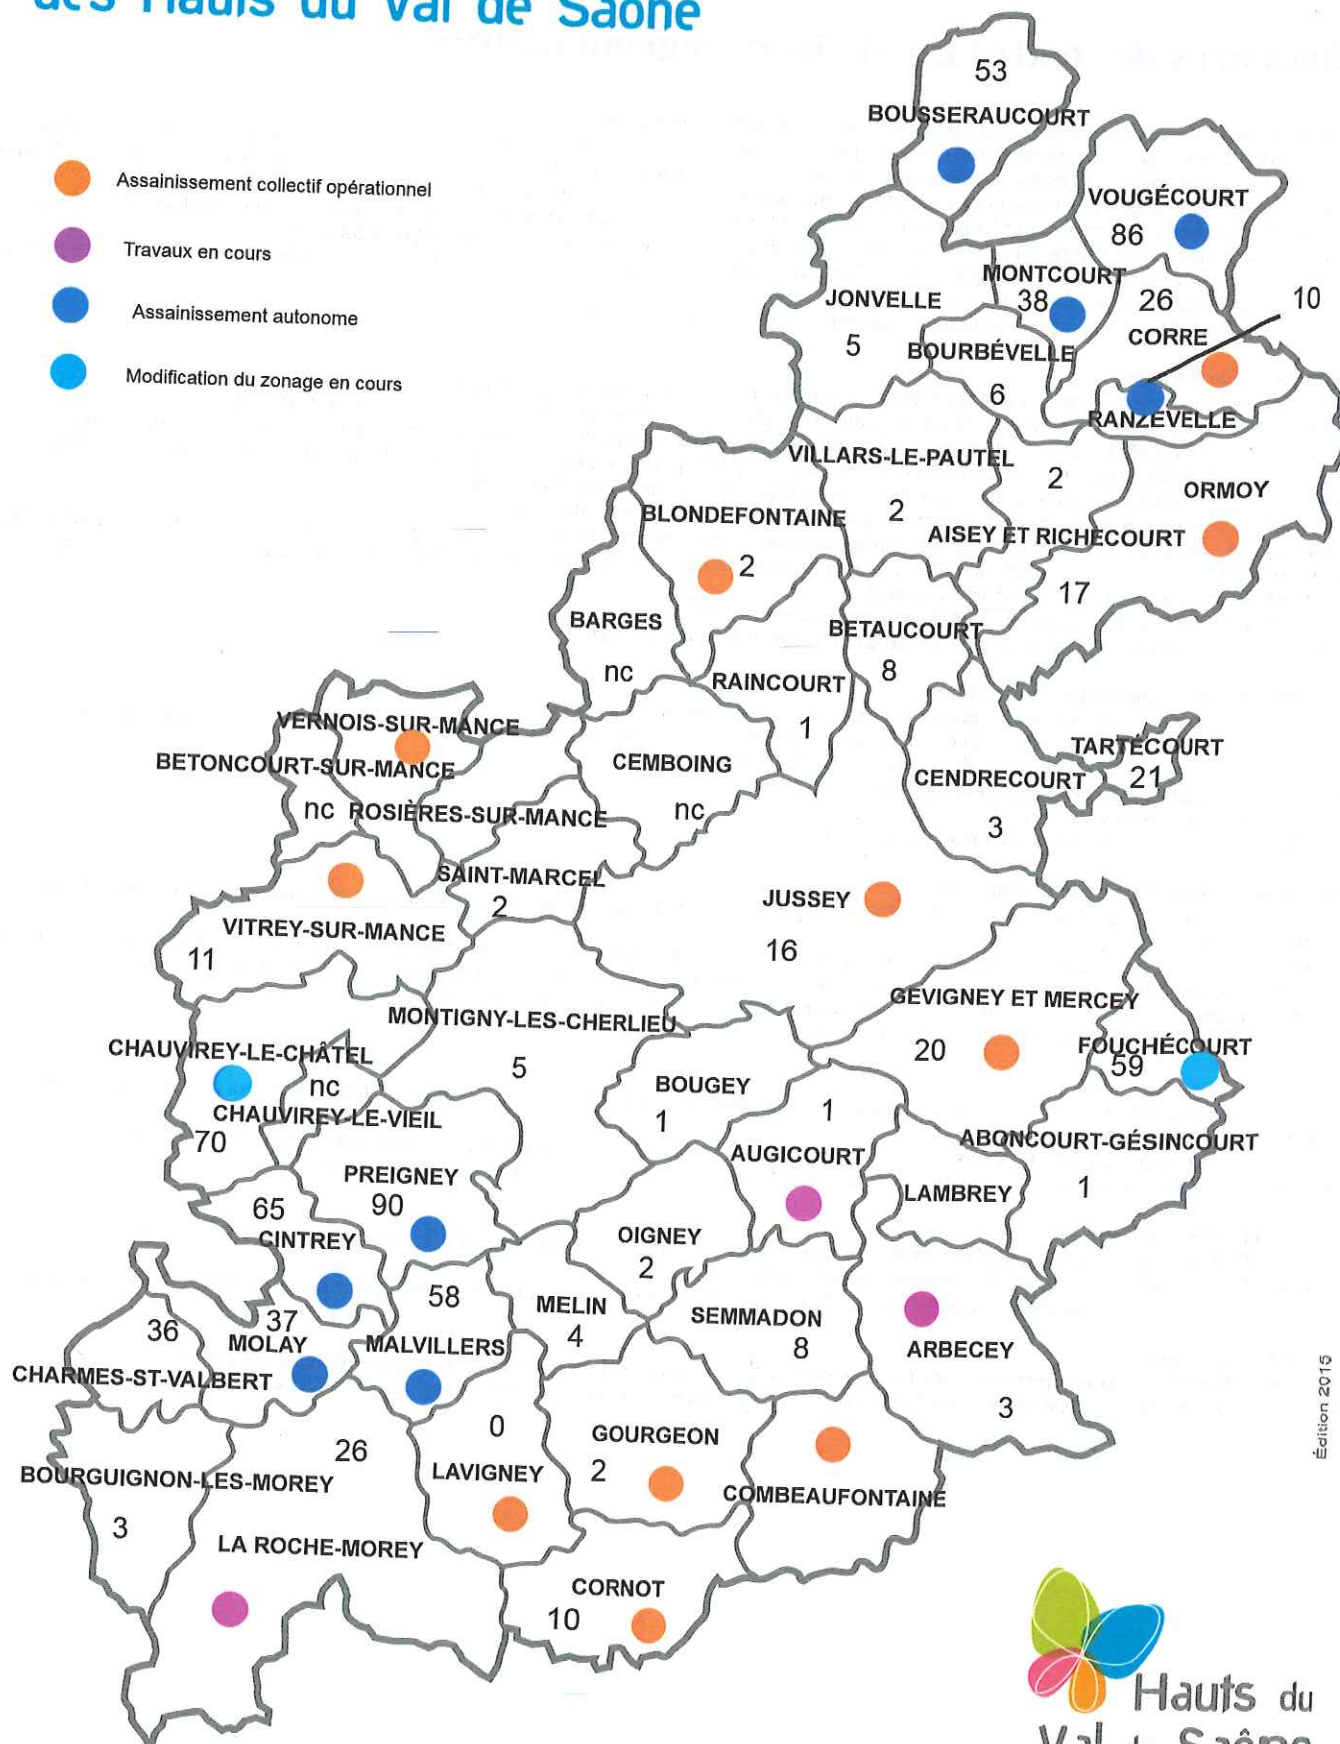 des Hauts du Val de Saône
Assainissement collectif opérationnel
Travaux en cours
Assainissement autonome
Modification du zonage en cours
53
BOUSSERAUCOURT
VOUGÉCOURT
86
MONTCOURT
38
26
10
JONVELLE
5
CORRE
BOURBÉVELLE
6
RANZEVELLE
VILLARS-LE-PAUTEL
2
2
ORMOY
BLONDEFONTAINE
2
AISEY ET RICHECOURT
17
BARGES
nc
BETAUCOURT
8
RAINCOURT
1
VERNOIS-SUR-MANCE
BETONCOURT-SUR-MANCE
nc
CEMBOING
nc
TARTÉCOURT
21
CENDRECOURT
3
ROSIÈRES-SUR-MANCE
SAINT-MARCEL
2
JUSSEY
16
VITREY-SUR-MANCE
11
GEVIGNEY ET MERCEY
20
MONTIGNY-LES-CHERLIEU
5
FOUCHÉCOURT
59
CHAUVIREY-LE-CHÂTEL
nc
CHAUVIREY-LE-VIEIL
70
BOUGEY
1
1
AUGICOURT
ABONCOURT-GÉSINCOURT
1
LAMBREY
PREIGNEY
90
65
CINTREY
OIGNEY
2
58
MELIN
4
SEMMADON
8
37
MOLAY
36
CHARMES-ST-VALBERT
MALVILLERS
ARBECEY
3
0
LAVIGNEY
GOURGEON
2
COMBEAUFONTAINE
26
BOURGUIGNON-LES-MOREY
3
LA ROCHE-MOREY
CORNOT
10
Édition 2015
Hauts du
Val de Saône